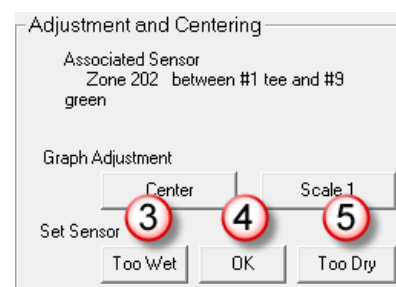 Adjustment and Centering
Associated Sensor
Zone 202 between #1 tee and #9
green
Graph Adjustment
Center Scale 1
3 4 5
Set Sensor
Too Wet OK Too Dry